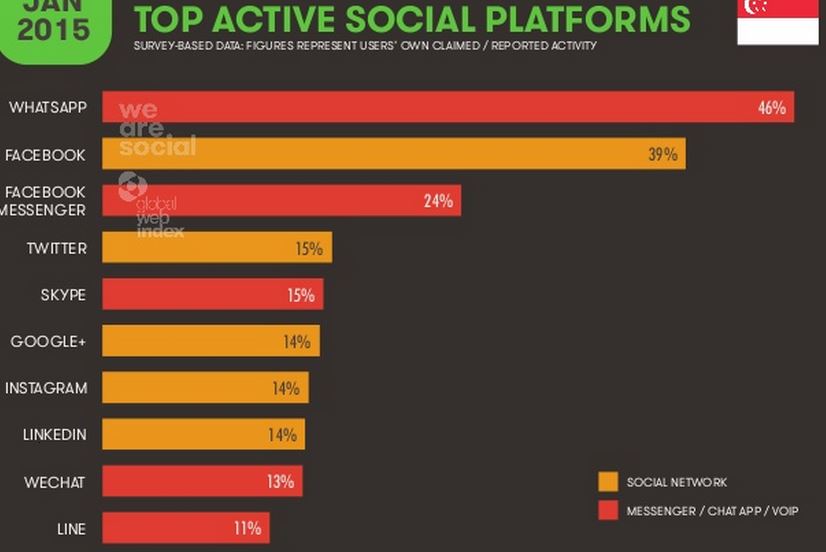 JAN
2015
TOP ACTIVE SOCIAL PLATFORMS
SURVEY-BASED DATA: FIGURES REPRESENT USERS' OWN CLAIMED / REPORTED ACTIVITY
WHATSAPP 46%
we
are
social
FACEBOOK 39%
FACEBOOK
MESSENGER 24%
global
web
index
TWITTER 15%
SKYPE 15%
GOOGLE+ 14%
INSTAGRAM 14%
LINKEDIN 14%
WECHAT 13%
LINE 11%
SOCIAL NETWORK
MESSENGER / CHAT APP / VOIP